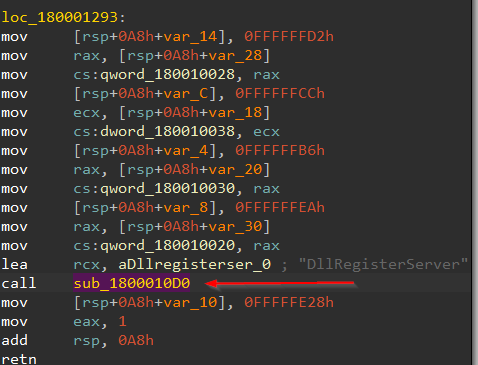 loc_180001293:
mov [rsp+0A8h+var_14], 0FFFFFFD2h
mov rax, [rsp+0A8h+var_28]
mov cs:qword_180010028, rax
mov [rsp+0A8h+var_C], 0FFFFFFCCh
mov ecx, [rsp+0A8h+var_18]
mov cs:dword_180010038, ecx
mov [rsp+0A8h+var_4], 0FFFFFFB6h
mov rax, [rsp+0A8h+var_20]
mov cs:qword_180010030, rax
mov [rsp+0A8h+var_8], 0FFFFFFEAh
mov rax, [rsp+0A8h+var_30]
mov cs:qword_180010020, rax
lea rcx, aDllregisterser_0 ; "DllRegisterServer"
call sub_1800010D0
mov [rsp+0A8h+var_10], 0FFFFFE28h
mov eax, 1
add rsp, 0A8h
retn